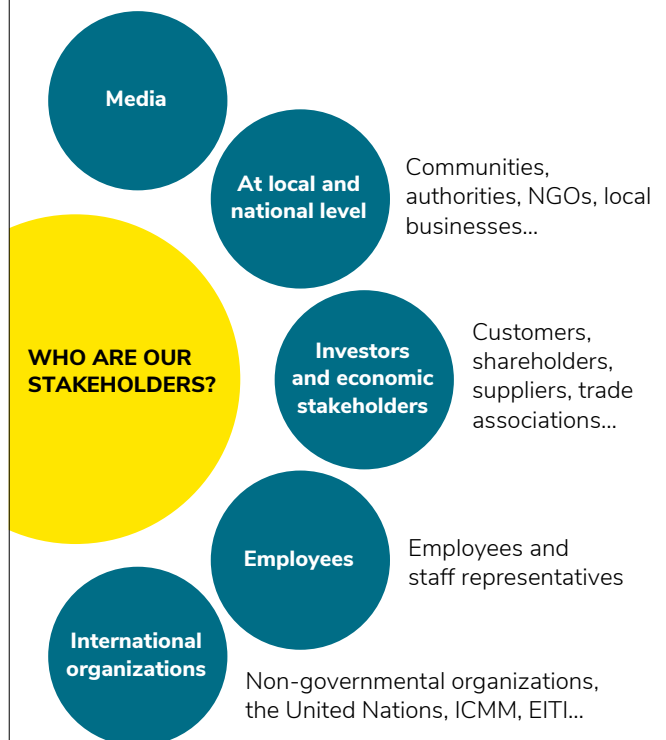 Media
At local and
national level
Communities,
authorities, NGOs, local
businesses...
WHO ARE OUR
STAKEHOLDERS?
Investors
and economic
stakeholders
Customers,
shareholders,
suppliers, trade
associations...
Employees
Employees and
staff representatives
International
organizations
Non-governmental organizations,
the United Nations, ICMM, EITI...